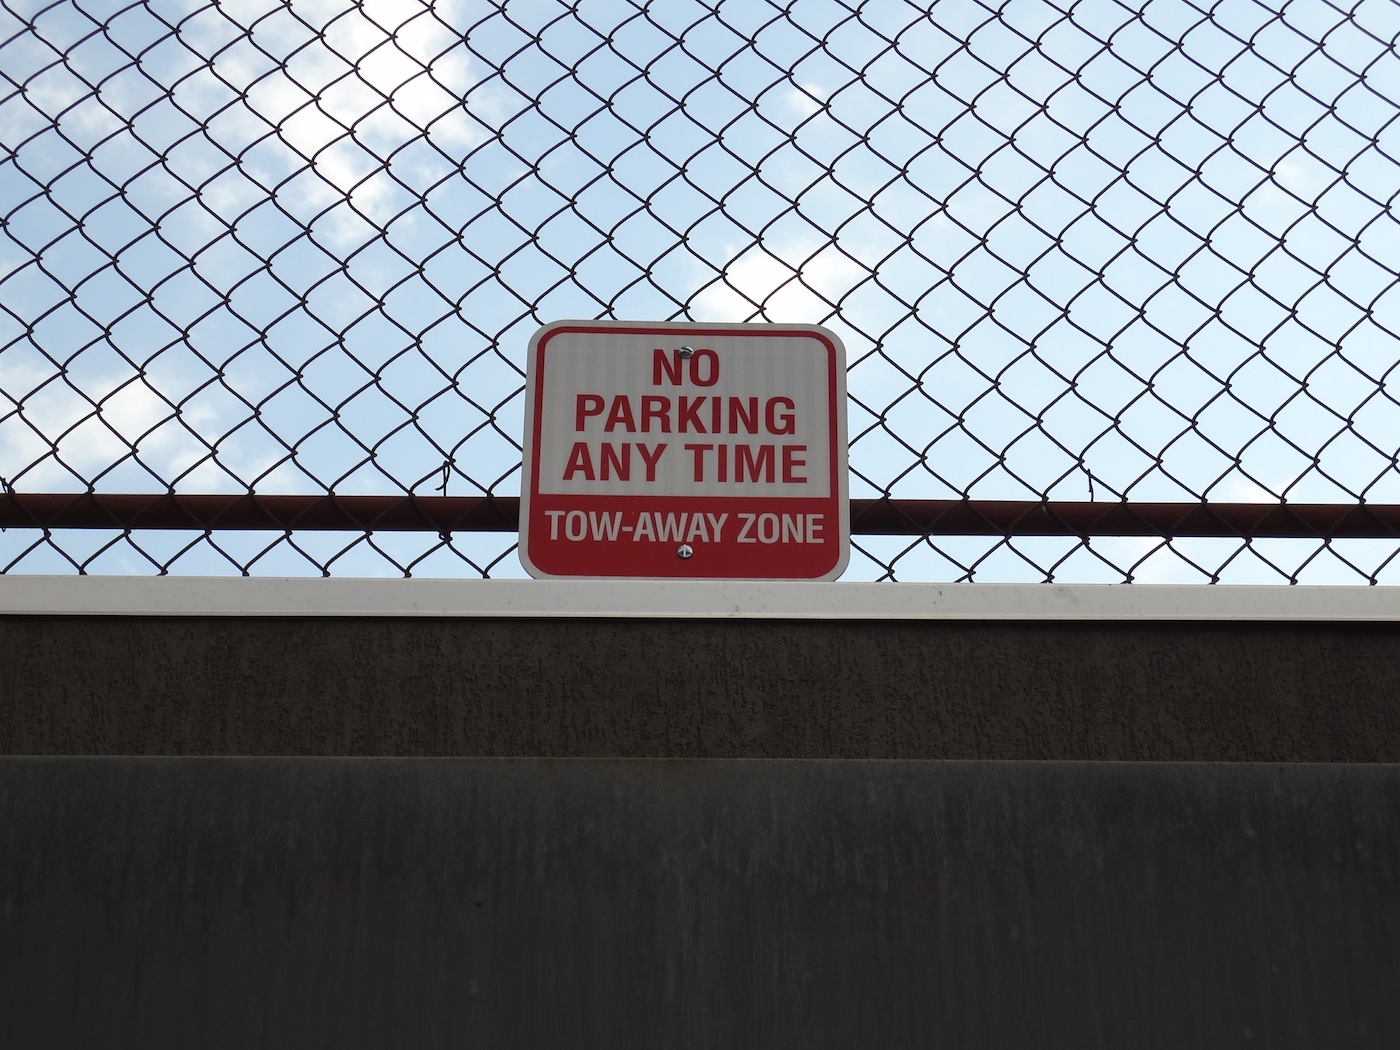 NO
PARKING
ANY TIME
TOW-AWAY ZONE